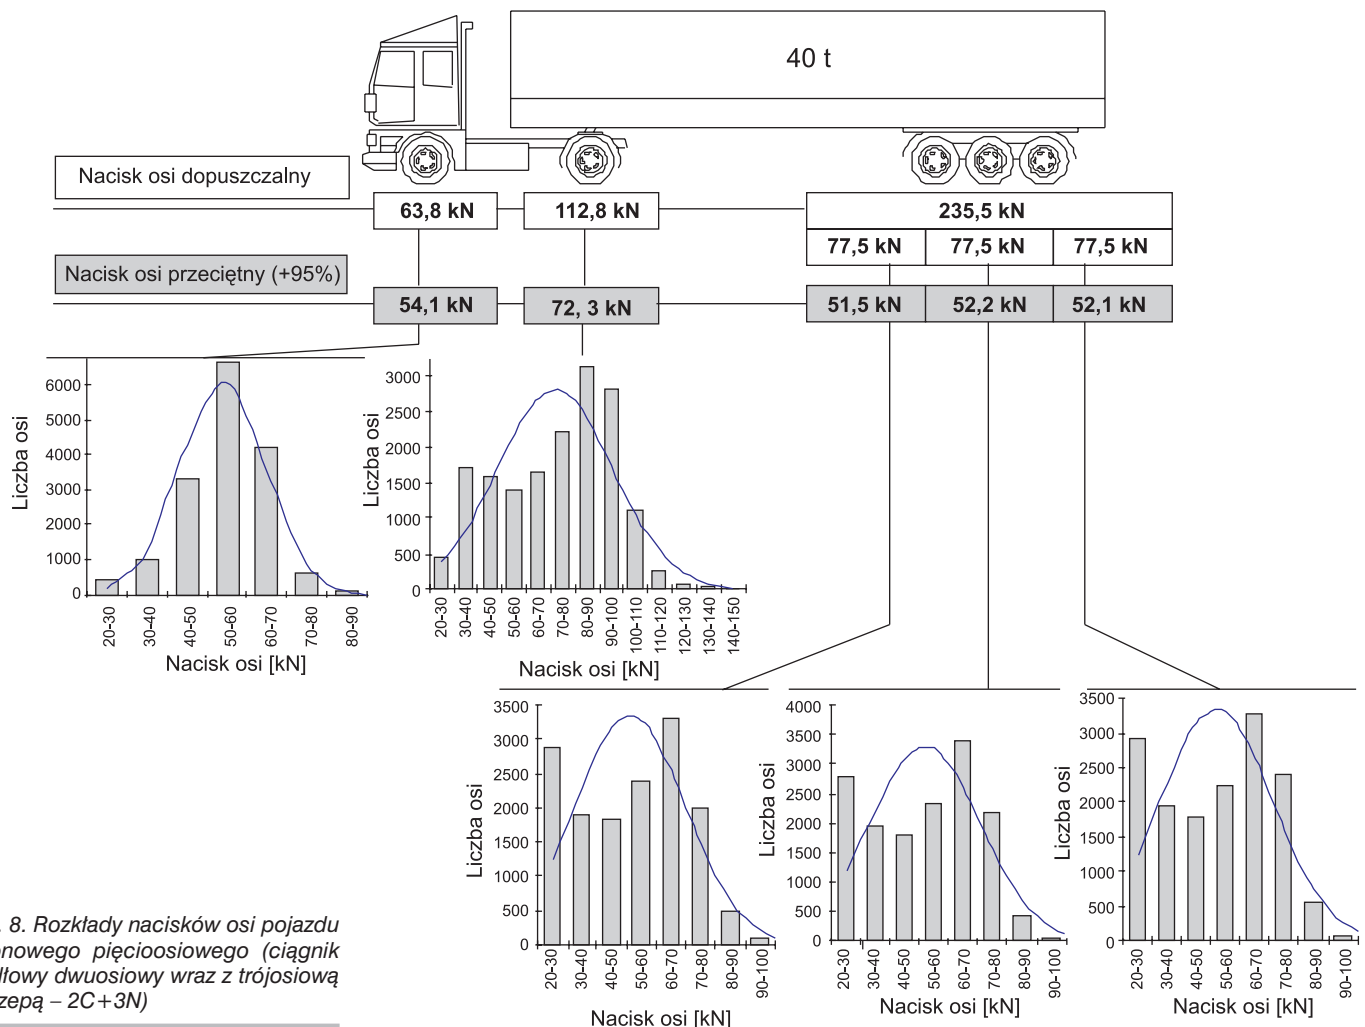 40 t
Nacisk osi dopuszczalny
63,8 kN 112,8 kN 235,5 kN
77,5 kN 77,5 kN 77,5 kN
Nacisk osi przeciętny (+95%)
54,1 kN 72, 3 kN 51,5 kN 52,2 kN 52,1 kN
Liczba osi
6000
5000
4000
3000
2000
1000
0
20-30 30-40 40-50 50-60 60-70 70-80 80-90
Nacisk osi [kN]
Liczba osi
3000
2500
2000
1500
1000
500
0
20-30 30-40 40-50 50-60 60-70 70-80 80-90 90-100 100-110 110-120 120-130 130-140 140-150
Nacisk osi [kN]
Liczba osi
3500
3000
2500
2000
1500
1000
500
0
20-30 30-40 40-50 50-60 60-70 70-80 80-90 90-100
Nacisk osi [kN]
Liczba osi
4000
3500
3000
2500
2000
1500
1000
500
0
20-30 30-40 40-50 50-60 60-70 70-80 80-90 90-100
Nacisk osi [kN]
Liczba osi
3500
3000
2500
2000
1500
1000
500
0
20-30 30-40 40-50 50-60 60-70 70-80 80-90 90-100
Nacisk osi [kN]
. 8. Rozkłady nacisków osi pojazdu
pięcioosiowego (ciągnik
dwuosiowy wraz z trójosiową
– 2C+3N)